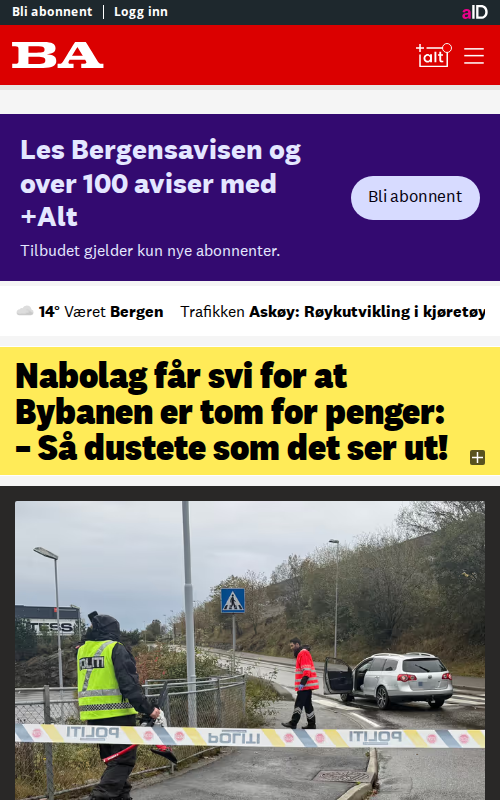 Bli abonnent | Logg inn
aID
BA
+alt
Les Bergensavisen og
over 100 aviser med
+Alt
Bli abonnent
Tilbudet gjelder kun nye abonnenter.
14° Været Bergen Trafikken Askøy: Røykutvikling i kjøretøy
Nabolag får svi for at
Bybanen er tom for penger:
– Så dustete som det ser ut!
TESS
POLITI
POLITI POLITI POLITI